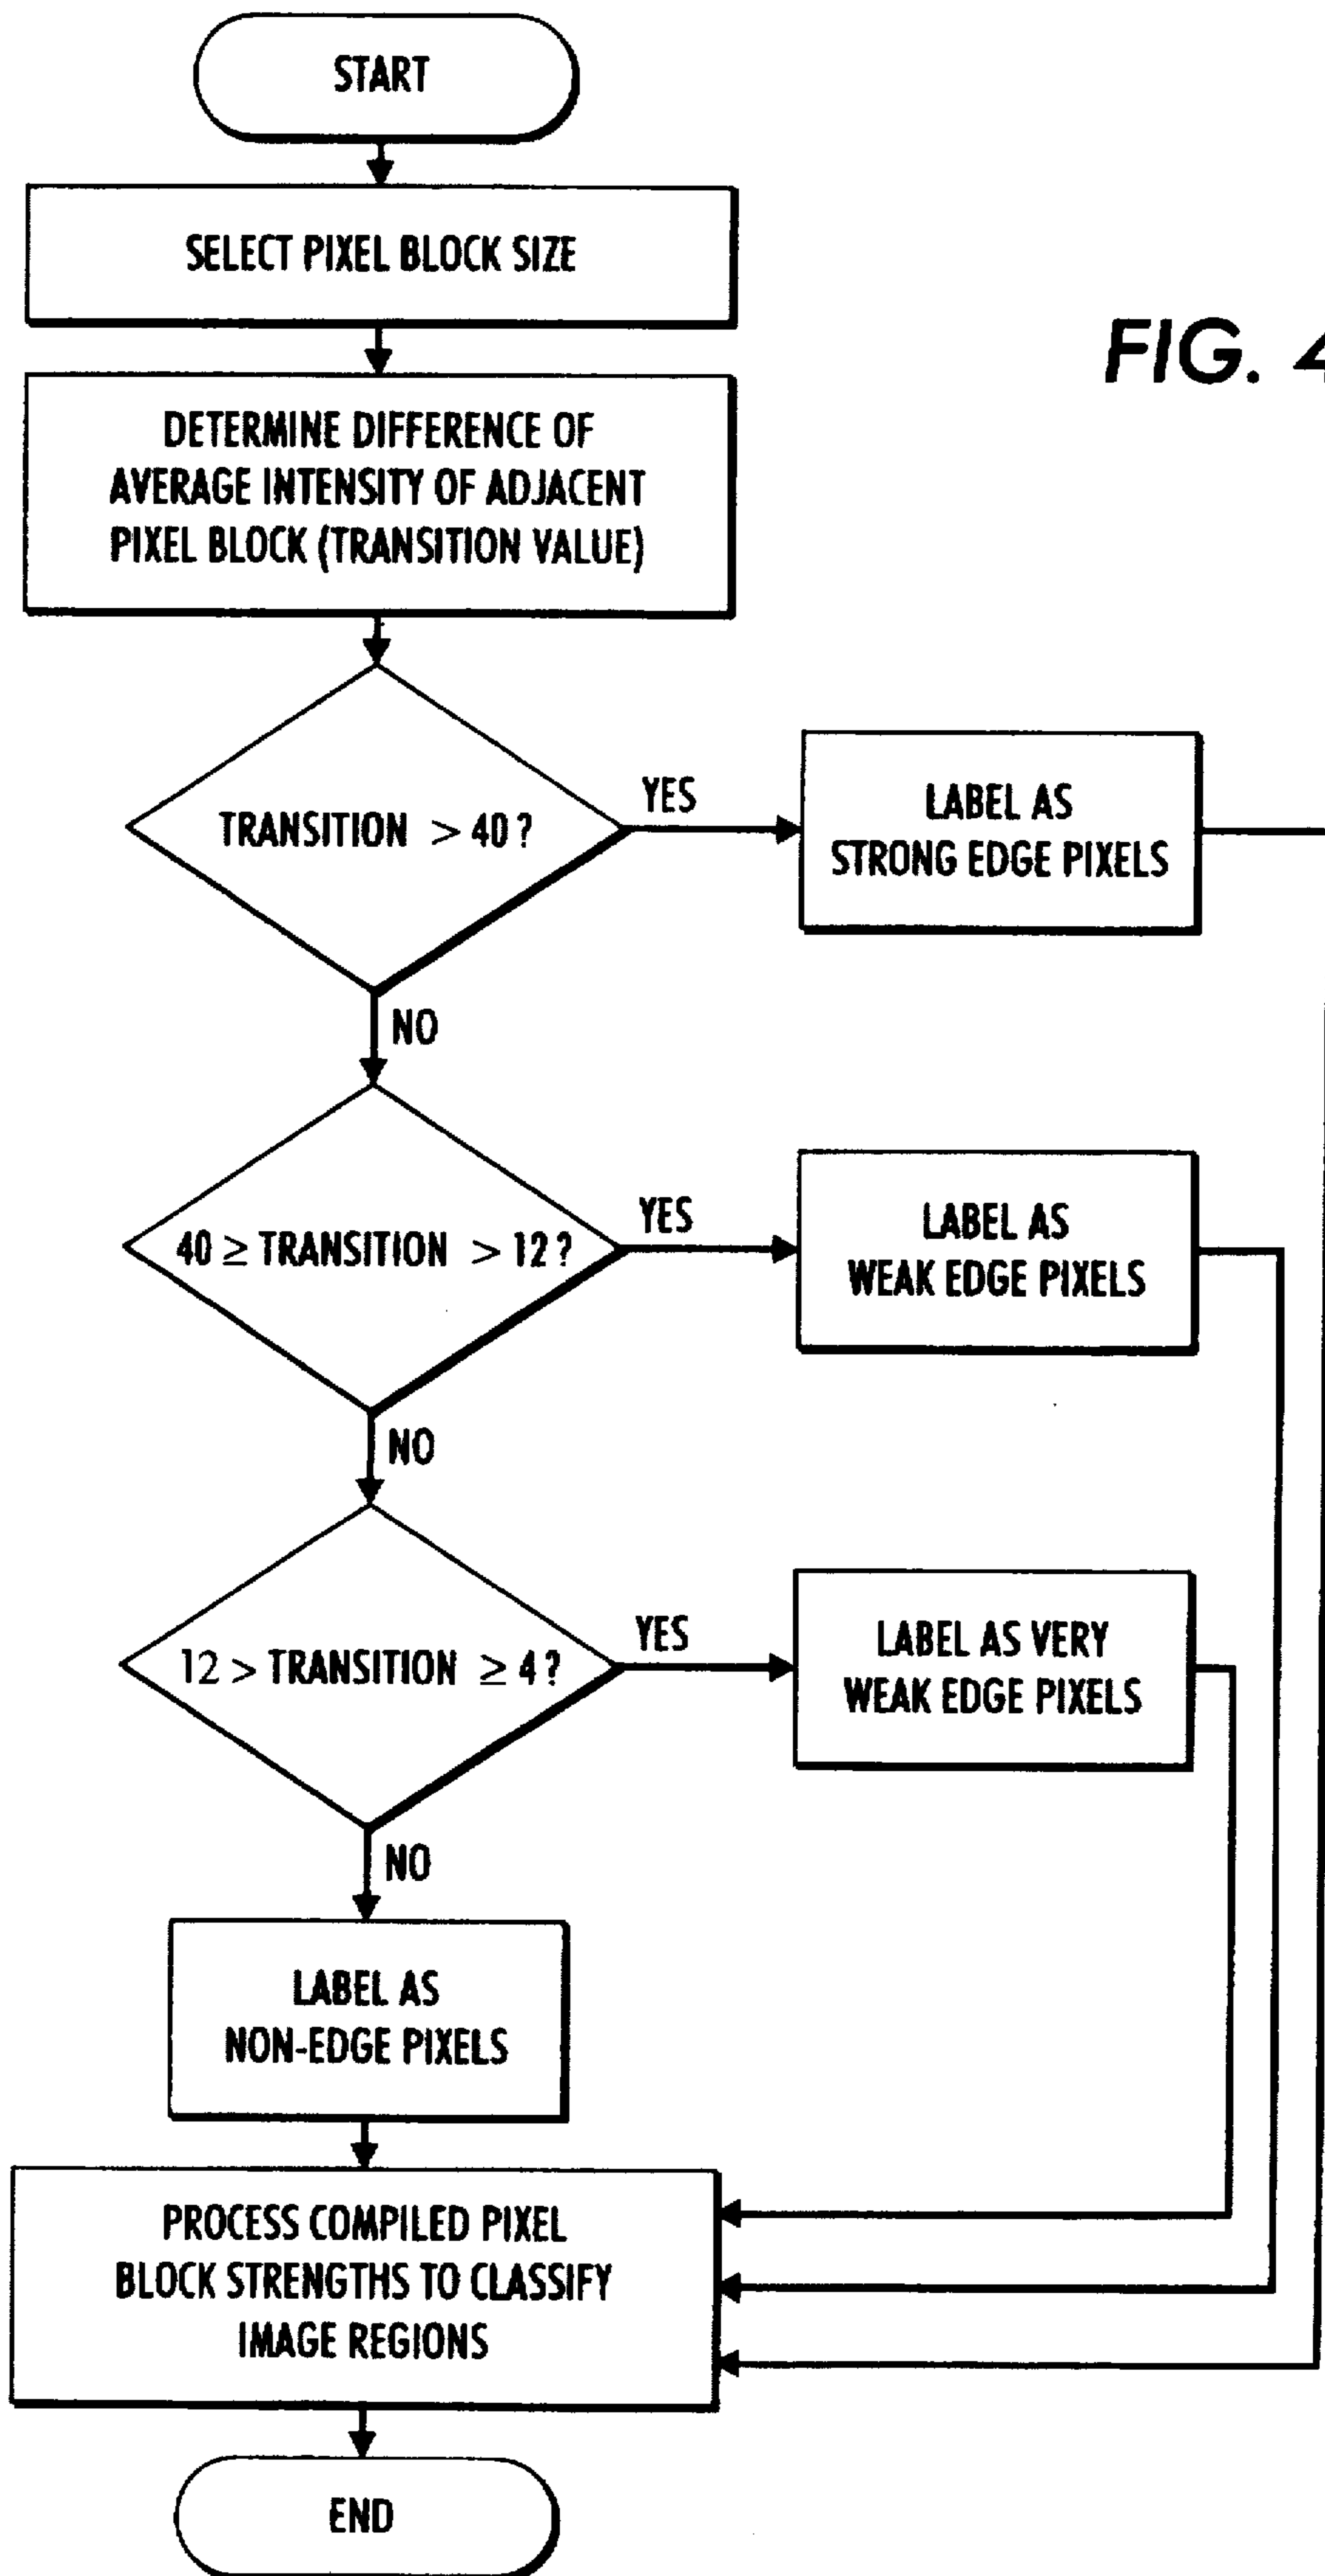 START
SELECT PIXEL BLOCK SIZE
FIG. 4
DETERMINE DIFFERENCE OF
AVERAGE INTENSITY OF ADJACENT
PIXEL BLOCK (TRANSITION VALUE)
TRANSITION > 40 ?
YES
LABEL AS
STRONG EDGE PIXELS
NO
40 ≥ TRANSITION > 12 ?
YES
LABEL AS
WEAK EDGE PIXELS
NO
12 > TRANSITION ≥ 4 ?
YES
LABEL AS VERY
WEAK EDGE PIXELS
NO
LABEL AS
NON-EDGE PIXELS
PROCESS COMPILED PIXEL
BLOCK STRENGTHS TO CLASSIFY
IMAGE REGIONS
END